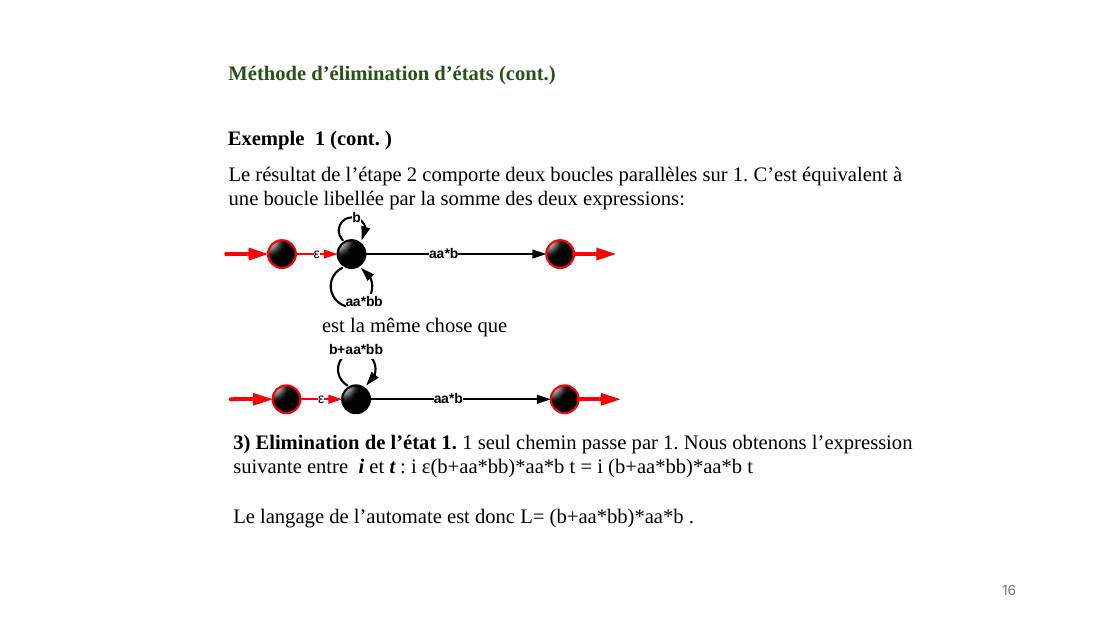 Méthode d’élimination d’états (cont.)
Exemple  1 (cont. )
Le résultat de l’étape 2 comporte deux boucles parallèles sur 1. C’est équivalent à
une boucle libellée par la somme des deux expressions:
b
ε
aa*b
aa*bb
est la même chose que
b+aa*bb
ε
aa*b
3) Elimination de l’état 1. 1 seul chemin passe par 1. Nous obtenons l’expression
suivante entre  i et t : i ε(b+aa*bb)*aa*b t = i (b+aa*bb)*aa*b t
Le langage de l’automate est donc L= (b+aa*bb)*aa*b .
16